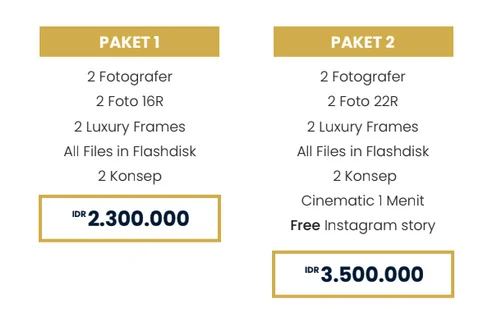 PAKET 1
2 Fotografer
2 Foto 16R
2 Luxury Frames
All Files in Flashdisk
2 Konsep
IDR 2.300.000
PAKET 2
2 Fotografer
2 Foto 22R
2 Luxury Frames
All Files in Flashdisk
2 Konsep
Cinematic 1 Menit
Free Instagram story
IDR 3.500.000